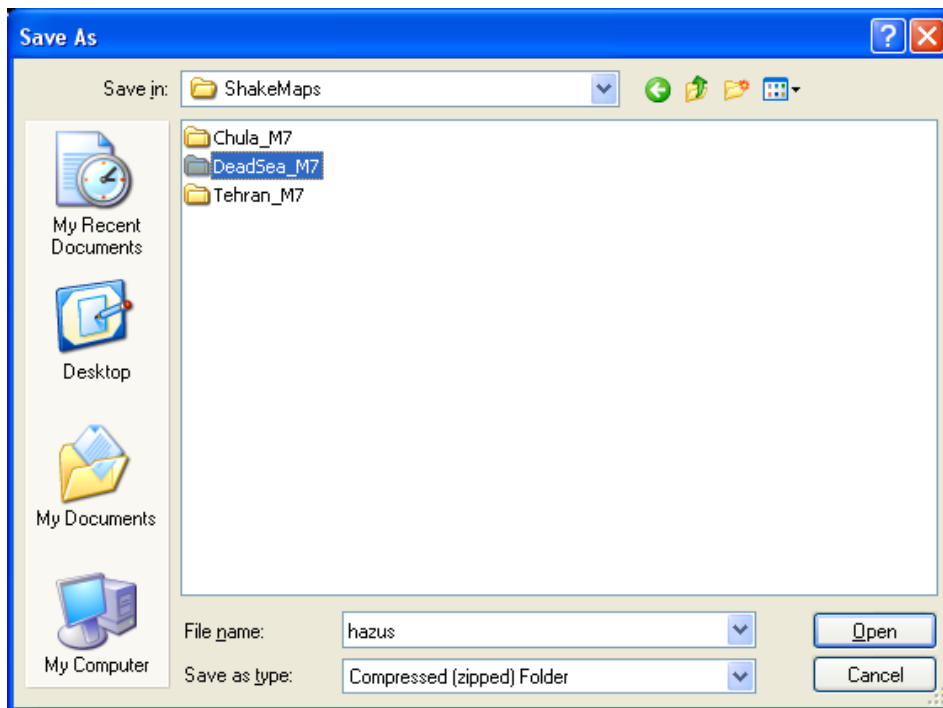 Save As
Save in:
ShakeMaps
Chula_M7
DeadSea_M7
Tehran_M7
My Recent
Documents
Desktop
My Documents
My Computer
File name:
hazus
Open
Save as type:
Compressed (zipped) Folder
Cancel